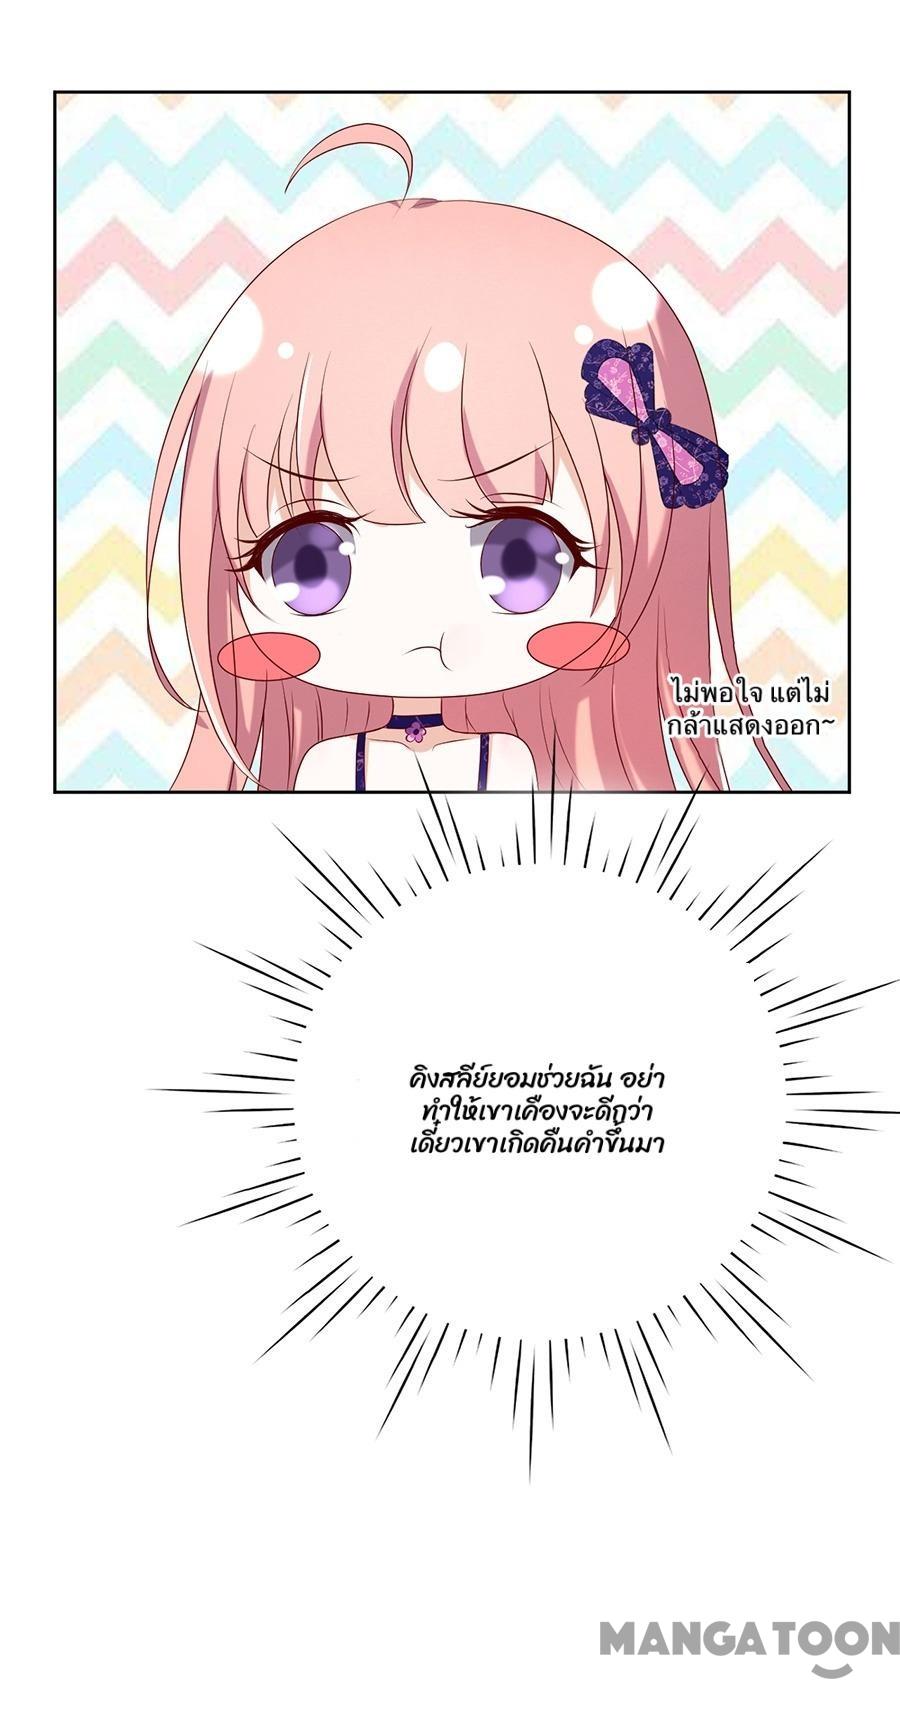 ไม่พอใจ แต่ไม่
กล้าแสดงออก~
คิงสลีย์ยอมช่วยฉัน อย่า
ทำให้เขาเคืองจะดีกว่า
เดี๋ยวเขาเกิดคืนคำขึ้นมา
MANGATOON